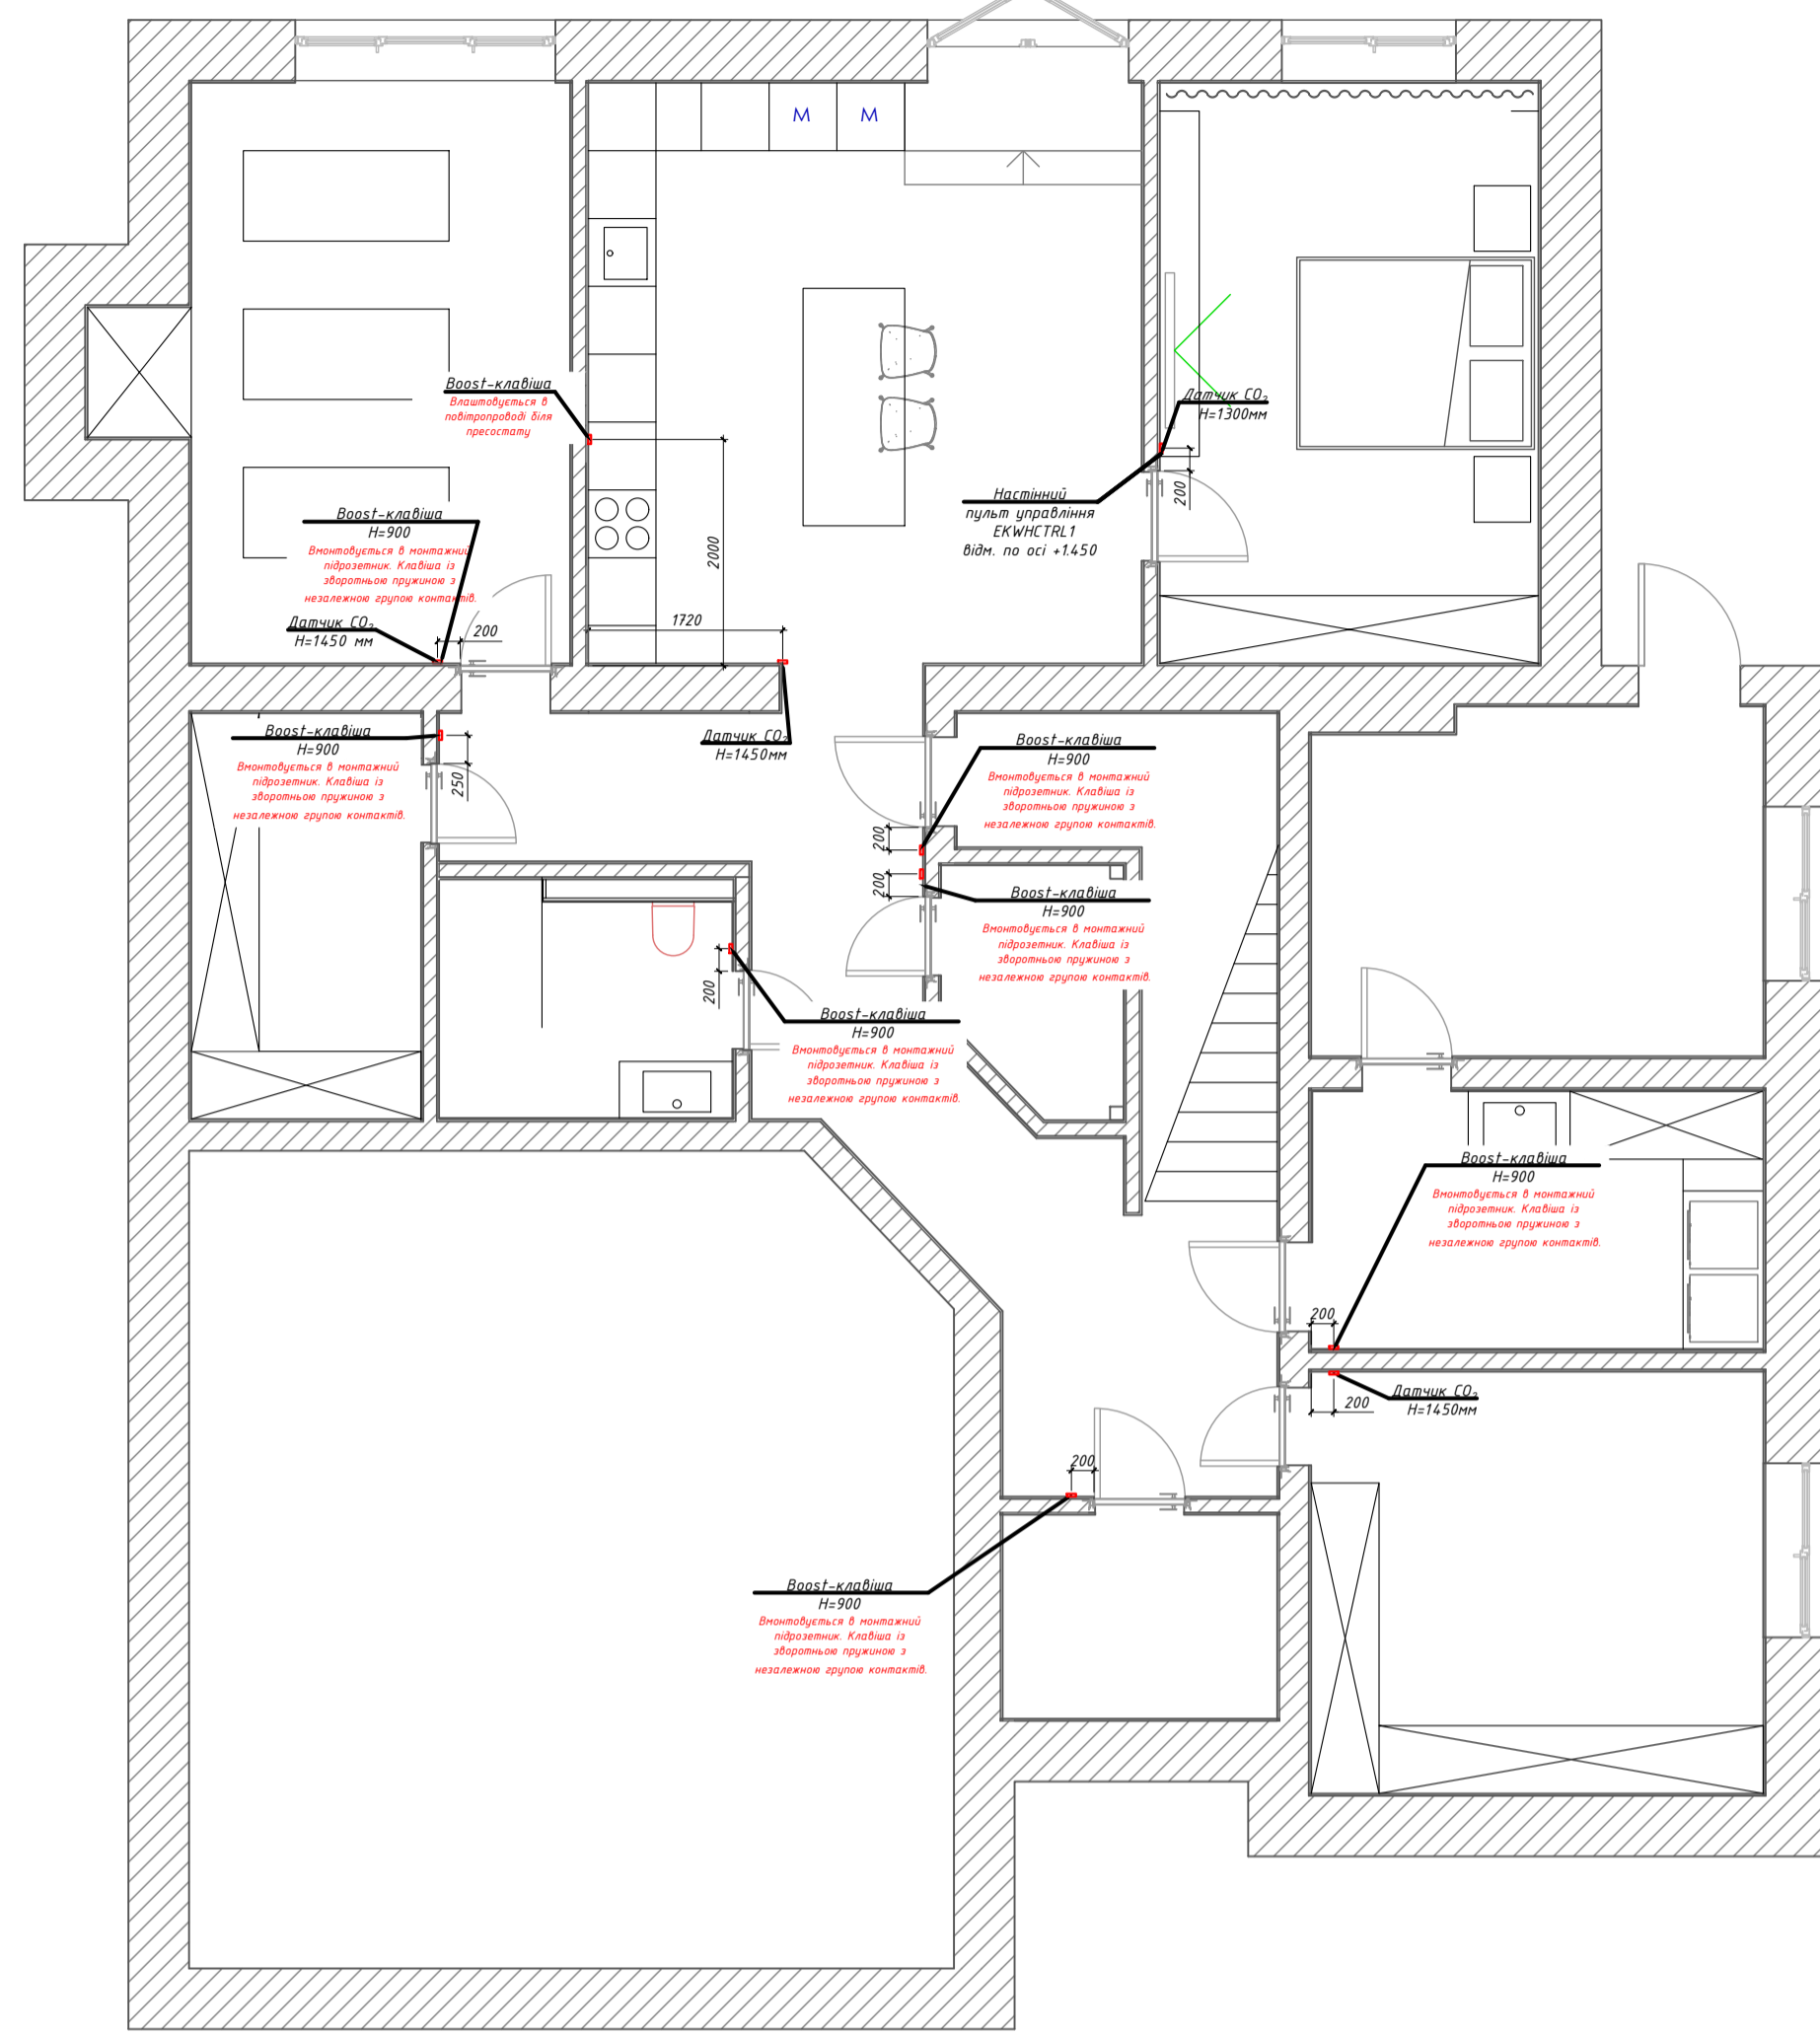 M M
Boost-клавіша
Влаштовується в
повітропроводі біля
пресостату
Датчик CO₂
H=1300мм
200
Настінний
пульт управління
EKWHCTRL1
відм. по осі +1.450
Boost-клавіша
H=900
Вмонтовується в монтажний
підрозетник. Клавіша із
зворотньою пружиною з
незалежною групою контактів.
2000
1720
Датчик CO₂
H=1450 мм
200
Boost-клавіша
H=900
Вмонтовується в монтажний
підрозетник. Клавіша із
зворотньою пружиною з
незалежною групою контактів.
250
Датчик CO₂
H=1450мм
Boost-клавіша
H=900
Вмонтовується в монтажний
підрозетник. Клавіша із
зворотньою пружиною з
незалежною групою контактів.
200
200
Boost-клавіша
H=900
Вмонтовується в монтажний
підрозетник. Клавіша із
зворотньою пружиною з
незалежною групою контактів.
200
Boost-клавіша
H=900
Вмонтовується в монтажний
підрозетник. Клавіша із
зворотньою пружиною з
незалежною групою контактів.
Boost-клавіша
H=900
Вмонтовується в монтажний
підрозетник. Клавіша із
зворотньою пружиною з
незалежною групою контактів.
200
Датчик CO₂
H=1450мм
200
200
Boost-клавіша
H=900
Вмонтовується в монтажний
підрозетник. Клавіша із
зворотньою пружиною з
незалежною групою контактів.